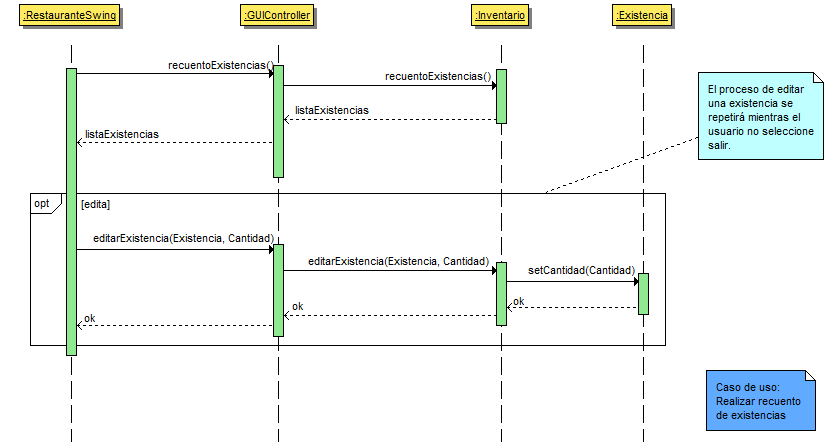 :RestauranteSwing
:GUIController
:Inventario
:Existencia
recuentoExistencias()
recuentoExistencias()
listaExistencias
listaExistencias
El proceso de editar
una existencia se
repetirá mientras el
usuario no seleccione
salir.
opt
[edita]
editarExistencia(Existencia, Cantidad)
editarExistencia(Existencia, Cantidad)
setCantidad(Cantidad)
ok
ok
ok
Caso de uso:
Realizar recuento
de existencias